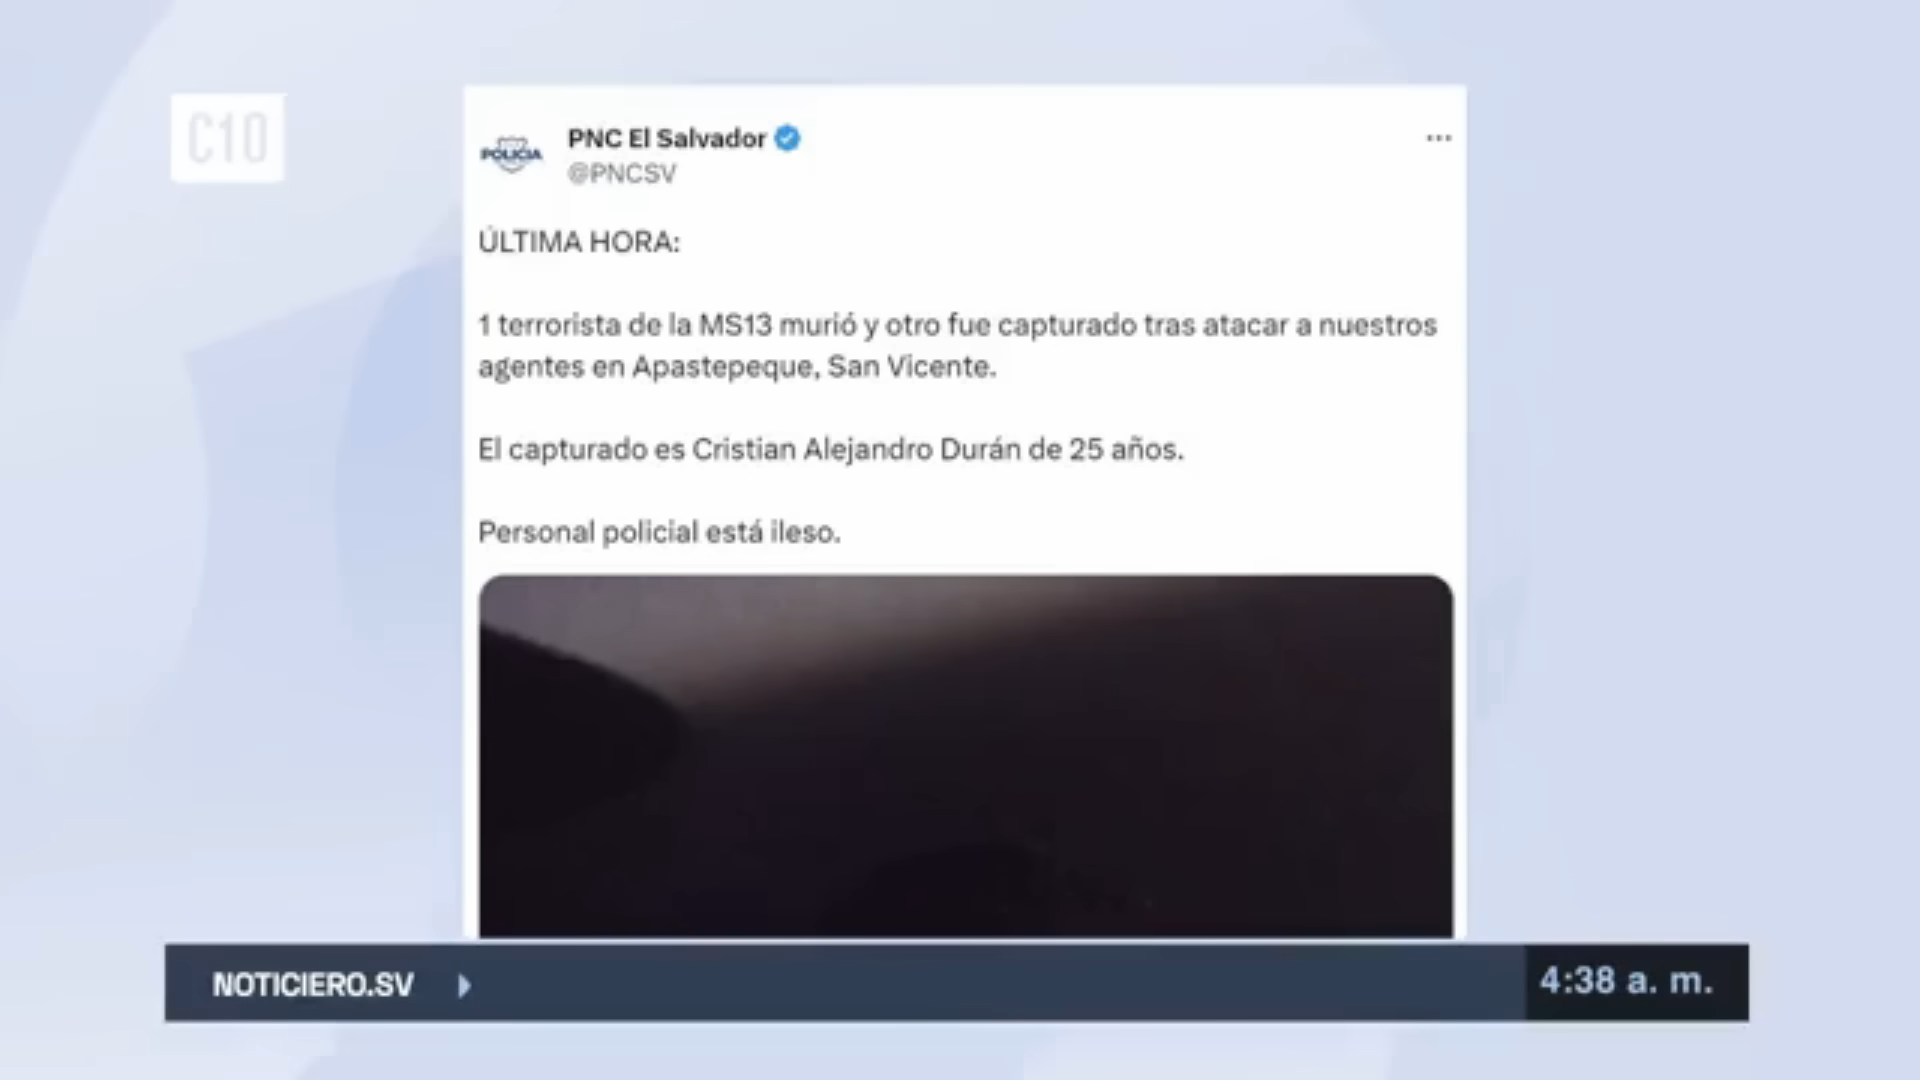 C10
POLICIA
PNC El Salvador
@PNCSV
ÚLTIMA HORA:
1 terrorista de la MS13 murió y otro fue capturado tras atacar a nuestros
agentes en Apastepeque, San Vicente.
El capturado es Cristian Alejandro Durán de 25 años.
Personal policial está ileso.
NOTICIERO.SV
4:38 a. m.